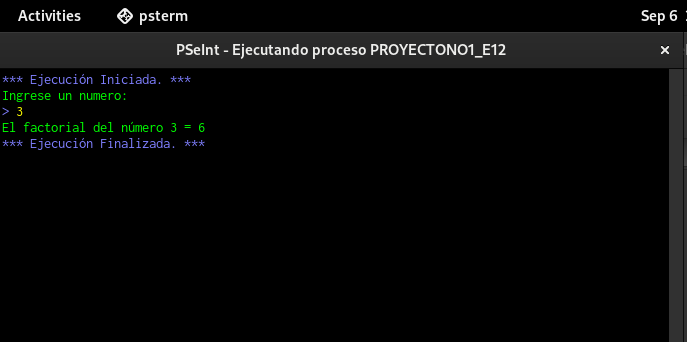 Activities psterm Sep 6
PSeInt - Ejecutando proceso PROYECTONO1_E12 ×
*** Ejecución Iniciada. ***
Ingrese un numero:
> 3
El factorial del número 3 = 6
*** Ejecución Finalizada. ***